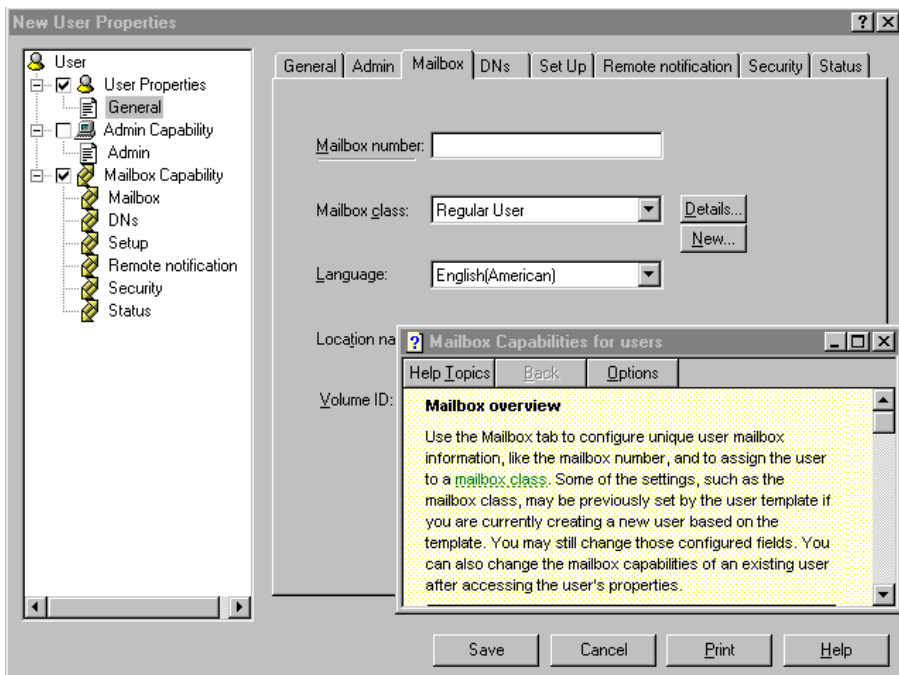 New User Properties
User
User Properties
General
Admin Capability
Admin
Mailbox Capability
Mailbox
DNs
Setup
Remote notification
Security
Status
General Admin Mailbox DNs Set Up Remote notification Security Status
Mailbox number:
Mailbox class: Regular User Details...
New...
Language: English(American)
Location na
Volume ID:
Mailbox Capabilities for users
Help Topics Back Options
Mailbox overview
Use the Mailbox tab to configure unique user mailbox
information, like the mailbox number, and to assign the user
to a mailbox class. Some of the settings, such as the
mailbox class, may be previously set by the user template if
you are currently creating a new user based on the
template. You may still change those configured fields. You
can also change the mailbox capabilities of an existing user
after accessing the user's properties.
Save Cancel Print Help